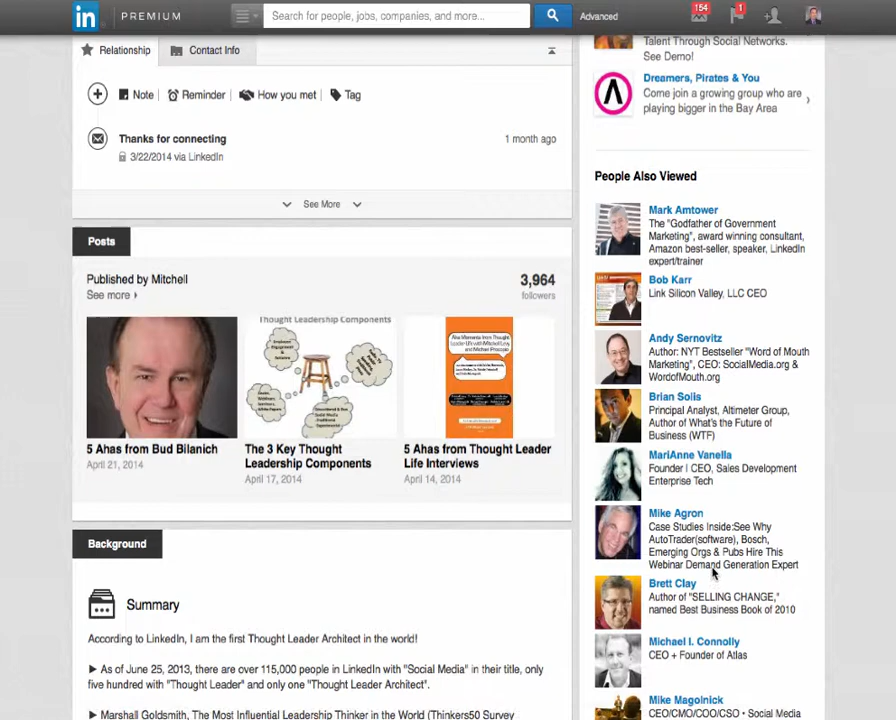 in PREMIUM
Search for people, jobs, companies, and more...
Advanced
154
1
Relationship
Contact Info
Note
Reminder
How you met
Tag
Thanks for connecting
1 month ago
3/22/2014 via LinkedIn
See More
Posts
Published by Mitchell
See more
3,964
followers
Thought Leadership Components
5 Ahas from Bud Bilanich
April 21, 2014
The 3 Key Thought
Leadership Components
April 17, 2014
5 Ahas from Thought Leader
Life Interviews
April 14, 2014
Background
Summary
According to LinkedIn, I am the first Thought Leader Architect in the world!
► As of June 25, 2013, there are over 115,000 people in LinkedIn with "Social Media" in their title, only
five hundred with "Thought Leader" and only one "Thought Leader Architect".
► Marshall Goldsmith, The Most Influential Leadership Thinker in the World (Thinkers50 Survey
Talent Through Social Networks.
See Demo!
Dreamers, Pirates & You
Come join a growing group who are
playing bigger in the Bay Area
People Also Viewed
Mark Amtower
The "Godfather of Government
Marketing", award winning consultant,
Amazon best-seller, speaker, LinkedIn
expert/trainer
Bob Karr
Link Silicon Valley, LLC CEO
Andy Sernovitz
Author: NYT Bestseller "Word of Mouth
Marketing", CEO: SocialMedia.org &
WordofMouth.org
Brian Solis
Principal Analyst, Altimeter Group,
Author of What's the Future of
Business (WTF)
MariAnne Vanella
Founder | CEO, Sales Development
Enterprise Tech
Mike Agron
Case Studies Inside:See Why
AutoTrader(software), Bosch,
Emerging Orgs & Pubs Hire This
Webinar Demand Generation Expert
Brett Clay
Author of "SELLING CHANGE,"
named Best Business Book of 2010
Michael I. Connolly
CEO + Founder of Atlas
Mike Magolnick
CEO/CMO/COO/CSO • Social Media